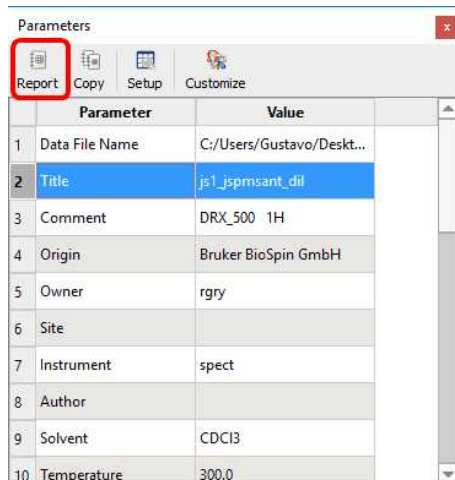 Parameters
x
Report Copy Setup Customize
Parameter Value
1 Data File Name C:/Users/Gustavo/Deskt...
2 Title js1_jspmsant_dil
3 Comment DRX_500 1H
4 Origin Bruker BioSpin GmbH
5 Owner rgry
6 Site
7 Instrument spect
8 Author
9 Solvent CDCl3
10 Temperature 300.0